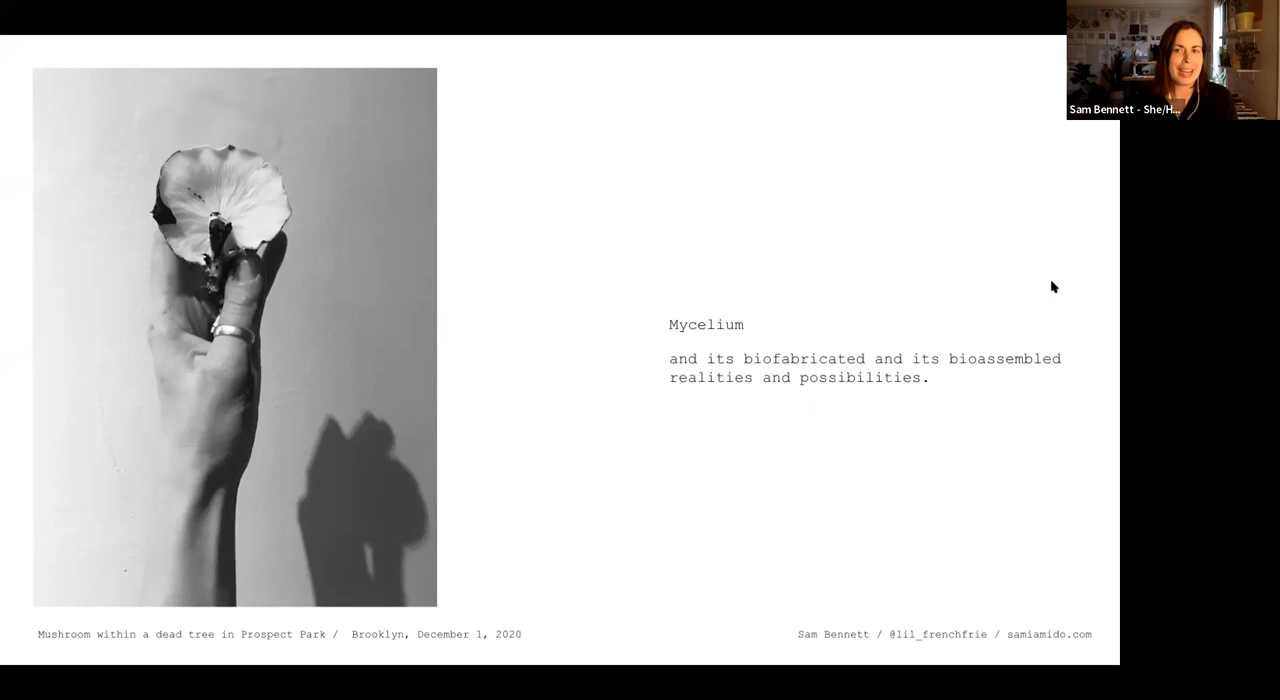 Sam Bennett - She/H...
Mycelium
and its biofabricated and its bioassembled
realities and possibilities.
Mushroom within a dead tree in Prospect Park / Brooklyn, December 1, 2020
Sam Bennett / @lil_frenchfrie / samiamido.com